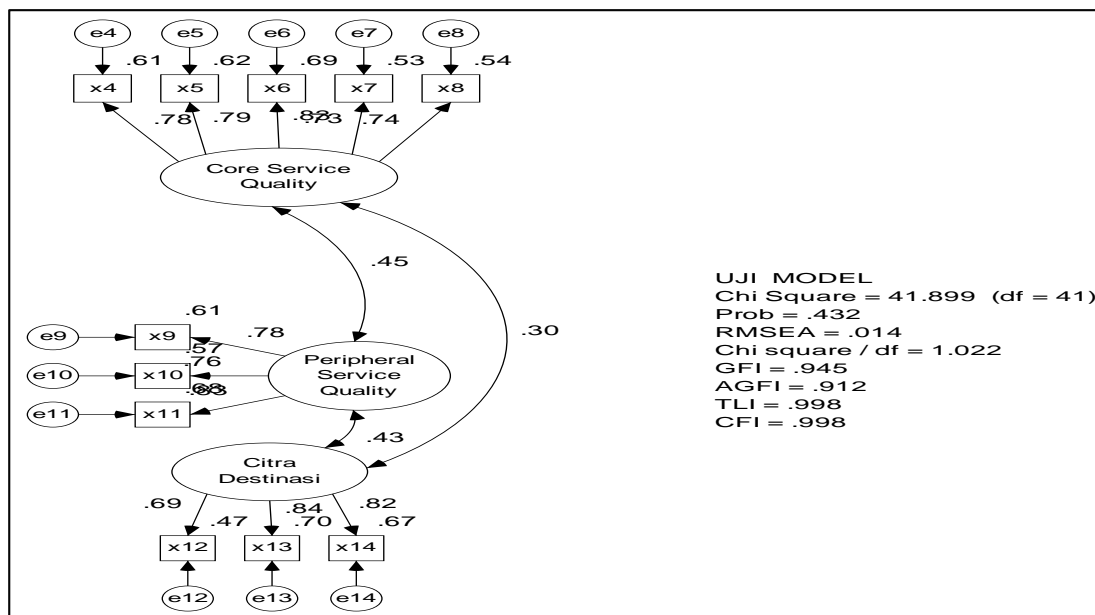 e4 e5 e6 e7 e8
.61 .62 .69 .53 .54
x4 x5 x6 x7 x8
.78 .79 .73 .74
Core Service
Quality
.45
.30
.61
e9 x9 .78
.57
.76
e10 x10
e11 x11
Peripheral
Service
Quality
.43
Citra
Destinasi
.69 .47 .84 .70 .82 .67
x12 x13 x14
e12 e13 e14
UJI MODEL
Chi Square = 41.899 (df = 41)
Prob = .432
RMSEA = .014
Chi square / df = 1.022
GFI = .945
AGFI = .912
TLI = .998
CFI = .998